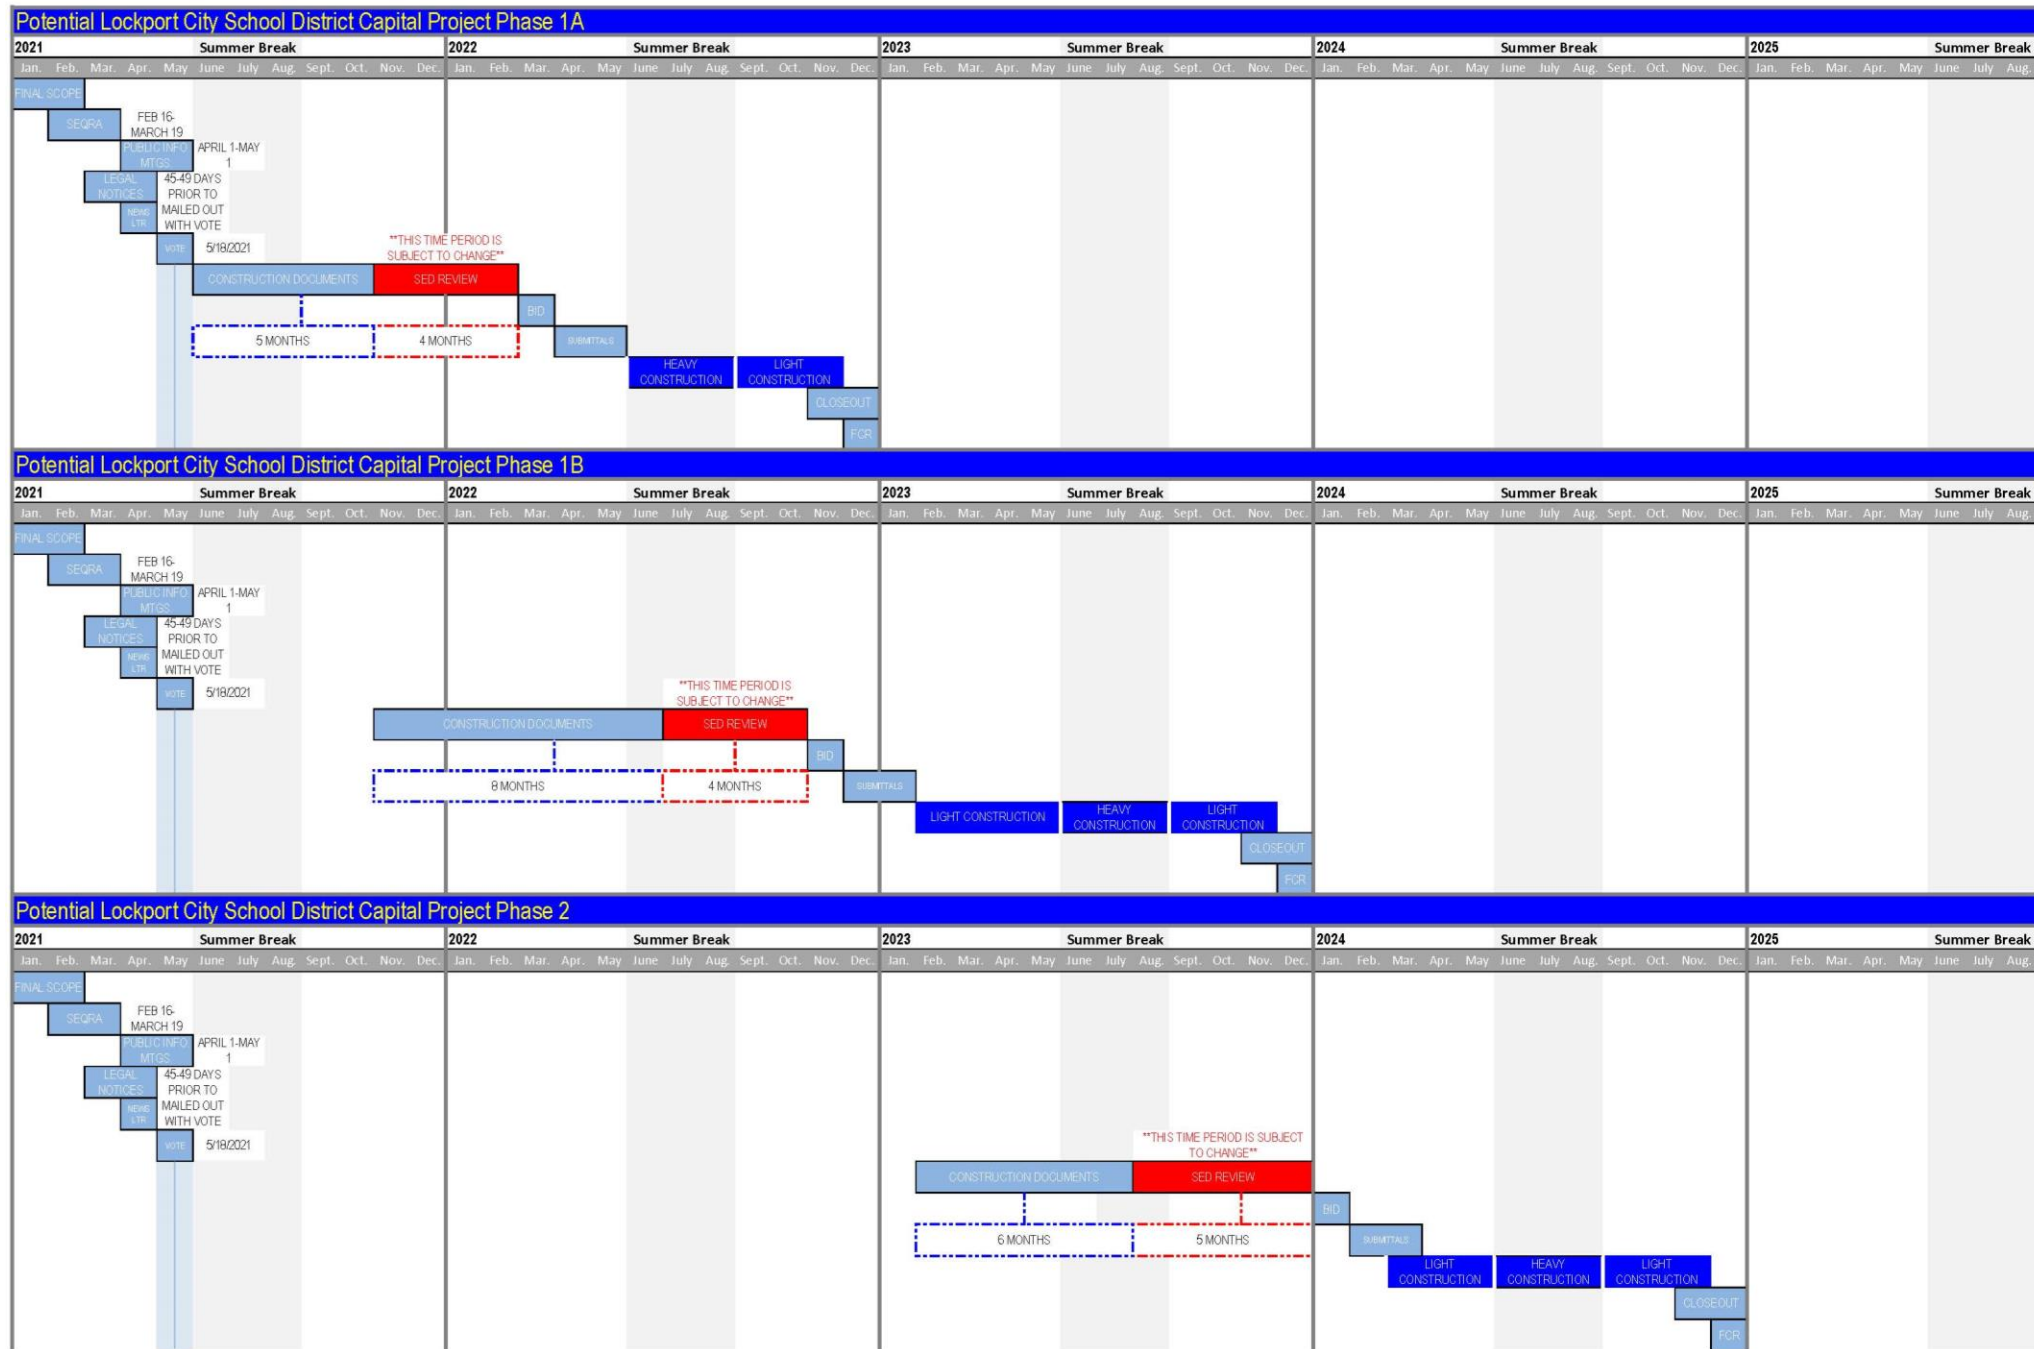 Potential Lockport City School District Capital Project Phase 1A
2021 Summer Break 2022 Summer Break 2023 Summer Break 2024 Summer Break 2025 Summer Break
Jan. Feb. Mar. Apr. May June July Aug. Sept. Oct. Nov. Dec. Jan. Feb. Mar. Apr. May June July Aug. Sept. Oct. Nov. Dec. Jan. Feb. Mar. Apr. May June July Aug. Sept. Oct. Nov. Dec. Jan. Feb. Mar. Apr. May June July Aug. Sept. Oct. Nov. Dec. Jan. Feb. Mar. Apr. May June July Aug.
FINAL SCOPE
SEQRA
FEB 16-
MARCH 19
PUBLIC INFO
MTGS
APRIL 1-MAY
1
LEGAL
NOTICES
45-49 DAYS
PRIOR TO
NEWS
LTR
MAILED OUT
WITH VOTE
VOTE
5/18/2021
**THIS TIME PERIOD IS
SUBJECT TO CHANGE**
CONSTRUCTION DOCUMENTS
SED REVIEW
BID
5 MONTHS
4 MONTHS
SUBMITTALS
HEAVY
CONSTRUCTION
LIGHT
CONSTRUCTION
CLOSEOUT
FCR
Potential Lockport City School District Capital Project Phase 1B
2021 Summer Break 2022 Summer Break 2023 Summer Break 2024 Summer Break 2025 Summer Break
Jan. Feb. Mar. Apr. May June July Aug. Sept. Oct. Nov. Dec. Jan. Feb. Mar. Apr. May June July Aug. Sept. Oct. Nov. Dec. Jan. Feb. Mar. Apr. May June July Aug. Sept. Oct. Nov. Dec. Jan. Feb. Mar. Apr. May June July Aug. Sept. Oct. Nov. Dec. Jan. Feb. Mar. Apr. May June July Aug.
FINAL SCOPE
SEQRA
FEB 16-
MARCH 19
PUBLIC INFO
MTGS
APRIL 1-MAY
1
LEGAL
NOTICES
45-49 DAYS
PRIOR TO
NEWS
LTR
MAILED OUT
WITH VOTE
VOTE
5/18/2021
**THIS TIME PERIOD IS
SUBJECT TO CHANGE**
CONSTRUCTION DOCUMENTS
SED REVIEW
BID
8 MONTHS
4 MONTHS
SUBMITTALS
LIGHT CONSTRUCTION
HEAVY
CONSTRUCTION
LIGHT
CONSTRUCTION
CLOSEOUT
FCR
Potential Lockport City School District Capital Project Phase 2
2021 Summer Break 2022 Summer Break 2023 Summer Break 2024 Summer Break 2025 Summer Break
Jan. Feb. Mar. Apr. May June July Aug. Sept. Oct. Nov. Dec. Jan. Feb. Mar. Apr. May June July Aug. Sept. Oct. Nov. Dec. Jan. Feb. Mar. Apr. May June July Aug. Sept. Oct. Nov. Dec. Jan. Feb. Mar. Apr. May June July Aug. Sept. Oct. Nov. Dec. Jan. Feb. Mar. Apr. May June July Aug.
FINAL SCOPE
SEQRA
FEB 16-
MARCH 19
PUBLIC INFO
MTGS
APRIL 1-MAY
1
LEGAL
NOTICES
45-49 DAYS
PRIOR TO
NEWS
LTR
MAILED OUT
WITH VOTE
VOTE
5/18/2021
**THIS TIME PERIOD IS SUBJECT
TO CHANGE**
CONSTRUCTION DOCUMENTS
SED REVIEW
BID
6 MONTHS
5 MONTHS
SUBMITTALS
LIGHT
CONSTRUCTION
HEAVY
CONSTRUCTION
LIGHT
CONSTRUCTION
CLOSEOUT
FCR